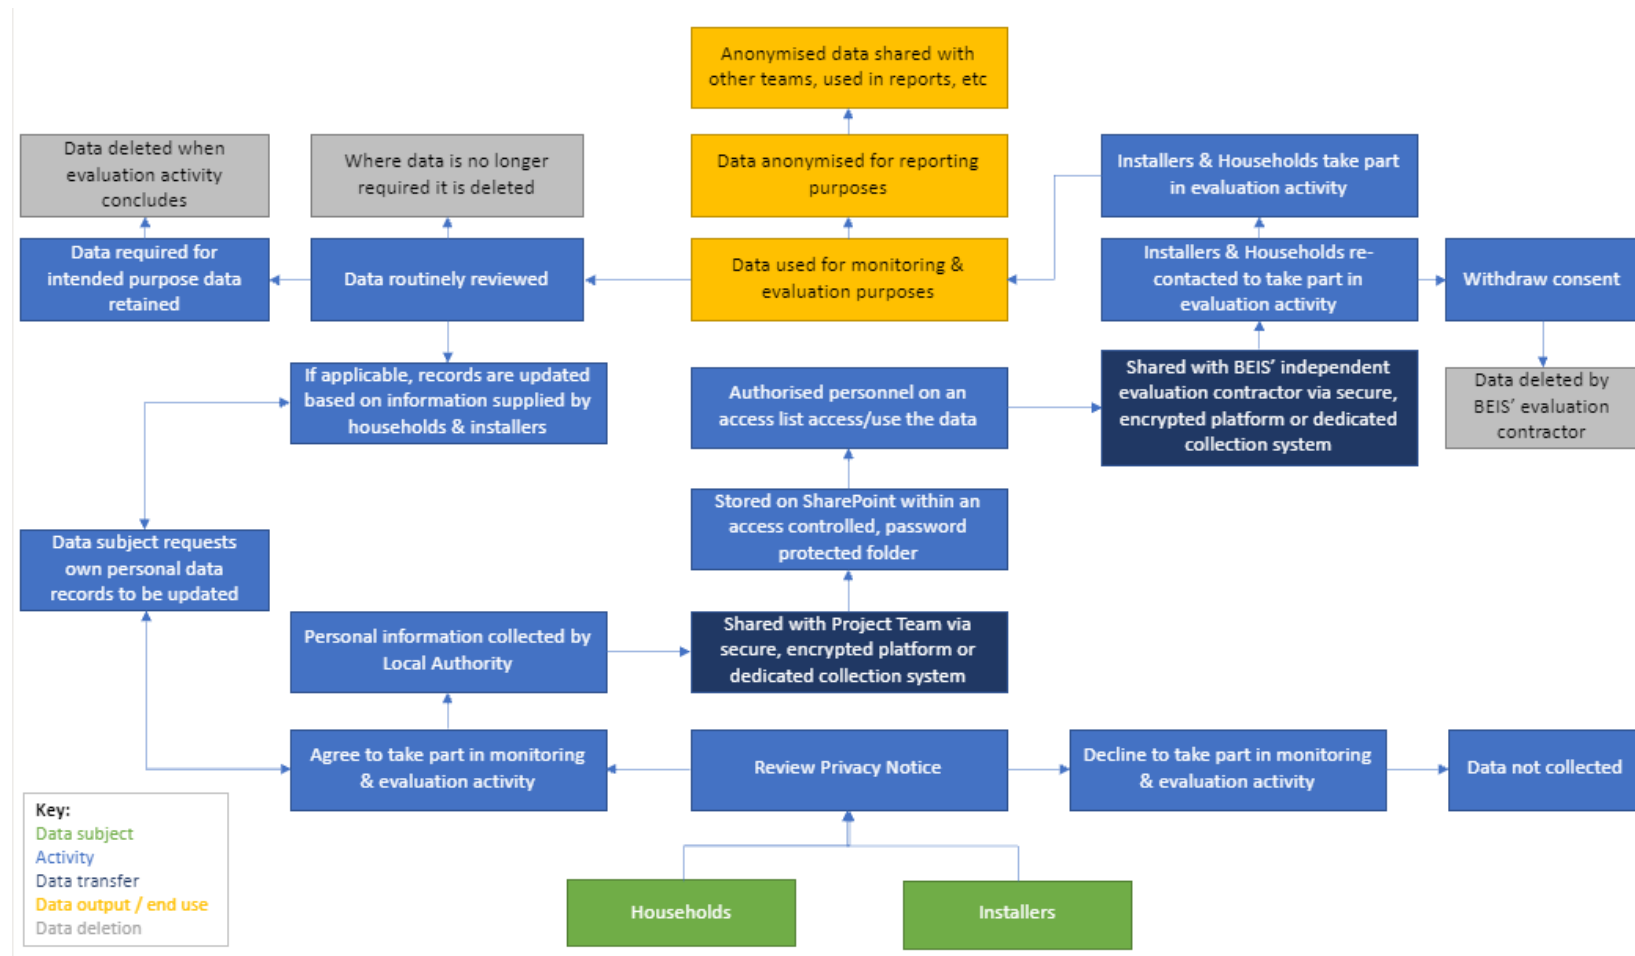 Anonymised data shared with
other teams, used in reports, etc
Data deleted when
evaluation activity
concludes
Where data is no longer
required it is deleted
Data anonymised for reporting
purposes
Installers & Households take part
in evaluation activity
Data required for
intended purpose data
retained
Data routinely reviewed
Data used for monitoring &
evaluation purposes
Installers & Households re-
contacted to take part in
evaluation activity
Withdraw consent
If applicable, records are updated
based on information supplied by
households & installers
Authorised personnel on an
access list access/use the data
Shared with BEIS’ independent
evaluation contractor via secure,
encrypted platform or dedicated
collection system
Data deleted by
BEIS’ evaluation
contractor
Stored on SharePoint within an
access controlled, password
protected folder
Data subject requests
own personal data
records to be updated
Personal information collected by
Local Authority
Shared with Project Team via
secure, encrypted platform or
dedicated collection system
Agree to take part in monitoring
& evaluation activity
Review Privacy Notice
Decline to take part in monitoring
& evaluation activity
Data not collected
Key:
Data subject
Activity
Data transfer
Data output / end use
Data deletion
Households
Installers